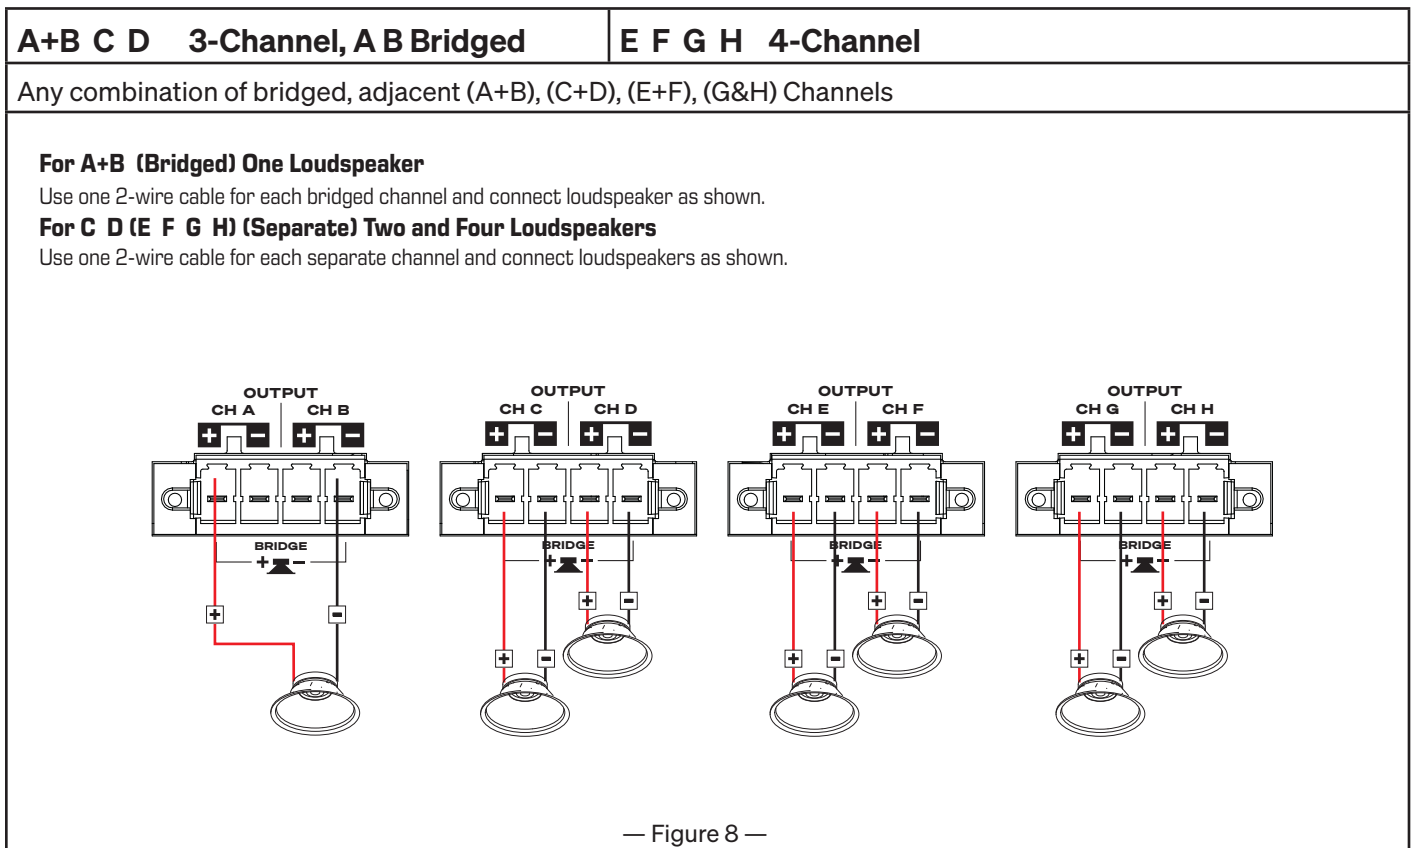 A+B C D 3-Channel, A B Bridged
E F G H 4-Channel
Any combination of bridged, adjacent (A+B), (C+D), (E+F), (G&H) Channels
For A+B (Bridged) One Loudspeaker
Use one 2-wire cable for each bridged channel and connect loudspeaker as shown.
For C D (E F G H) (Separate) Two and Four Loudspeakers
Use one 2-wire cable for each separate channel and connect loudspeakers as shown.
OUTPUT
CH A CH B
+ − + −
BRIDGE
+ −
+ −
OUTPUT
CH C CH D
+ − + −
BRIDGE
+ −
+ −
+ −
OUTPUT
CH E CH F
+ − + −
BRIDGE
+ −
+ −
+ −
OUTPUT
CH G CH H
+ − + −
BRIDGE
+ −
+ −
+ −
— Figure 8 —